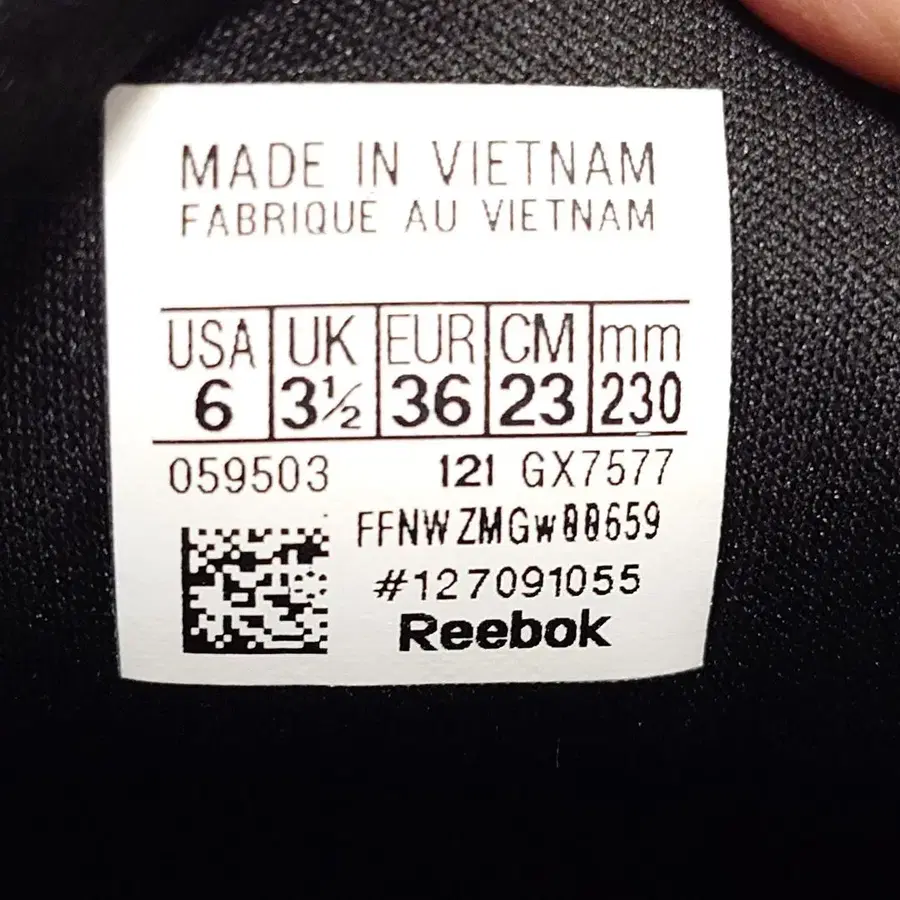 MADE IN VIETNAM
FABRIQUE AU VIETNAM
USA UK EUR CM mm
6 3½ 36 23 230
059503 121 GX7577
FFNWZMGW00659
#127091055
Reebok